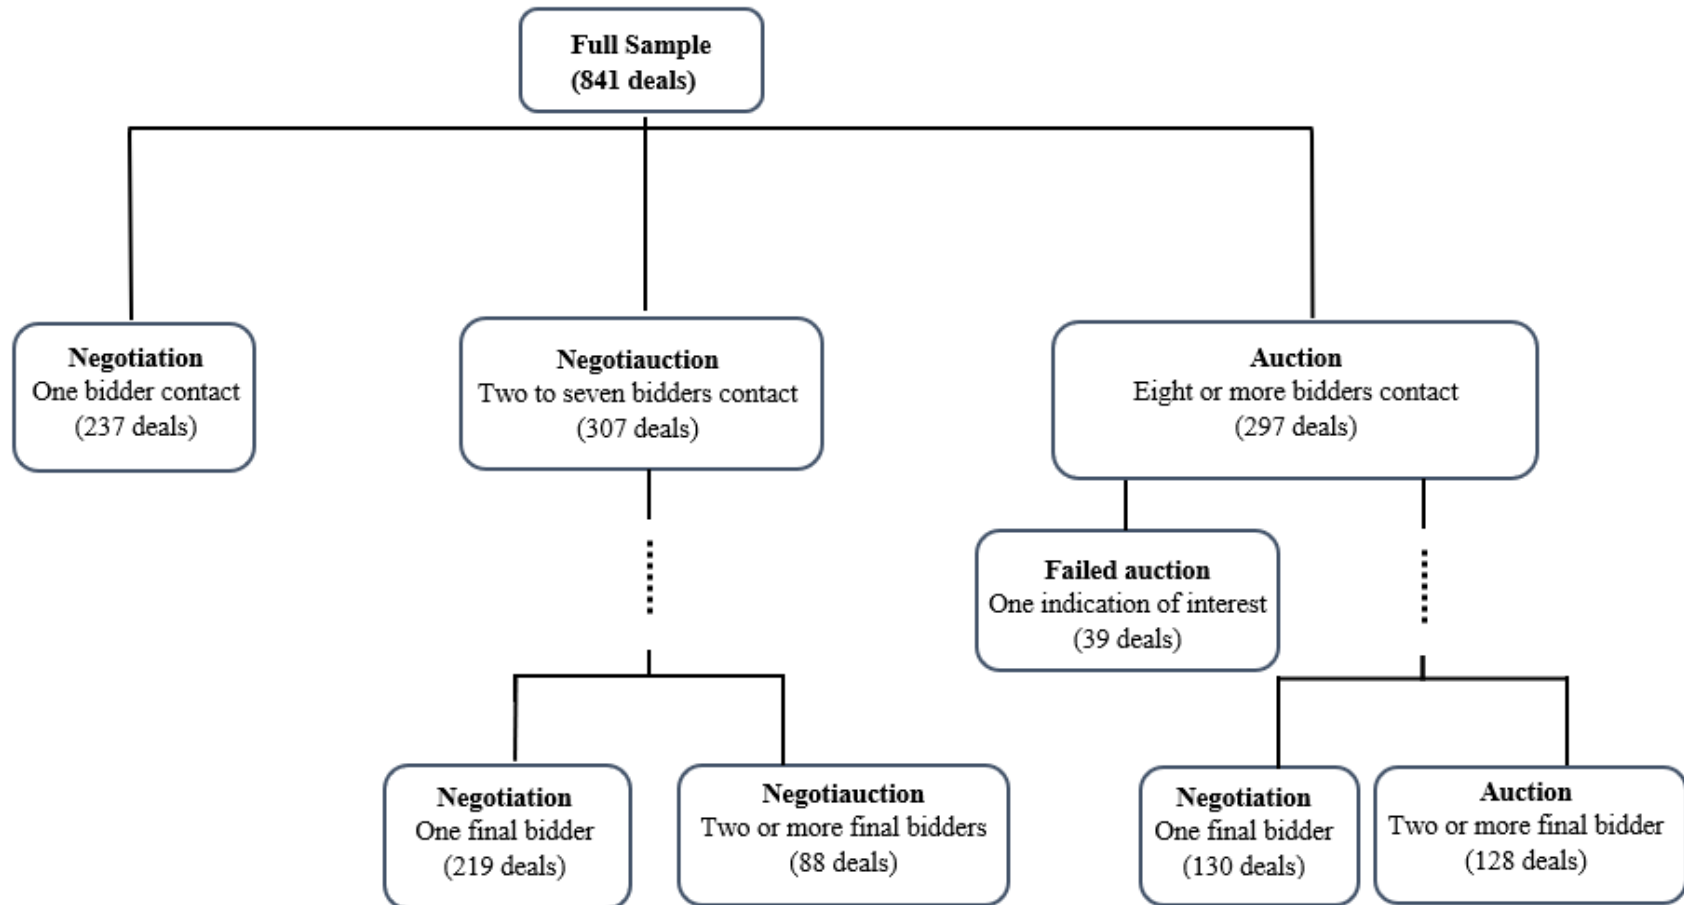 Full Sample
(841 deals)
Negotiation
One bidder contact
(237 deals)
Negotiauction
Two to seven bidders contact
(307 deals)
Auction
Eight or more bidders contact
(297 deals)
Failed auction
One indication of interest
(39 deals)
Negotiation
One final bidder
(219 deals)
Negotiauction
Two or more final bidders
(88 deals)
Negotiation
One final bidder
(130 deals)
Auction
Two or more final bidder
(128 deals)